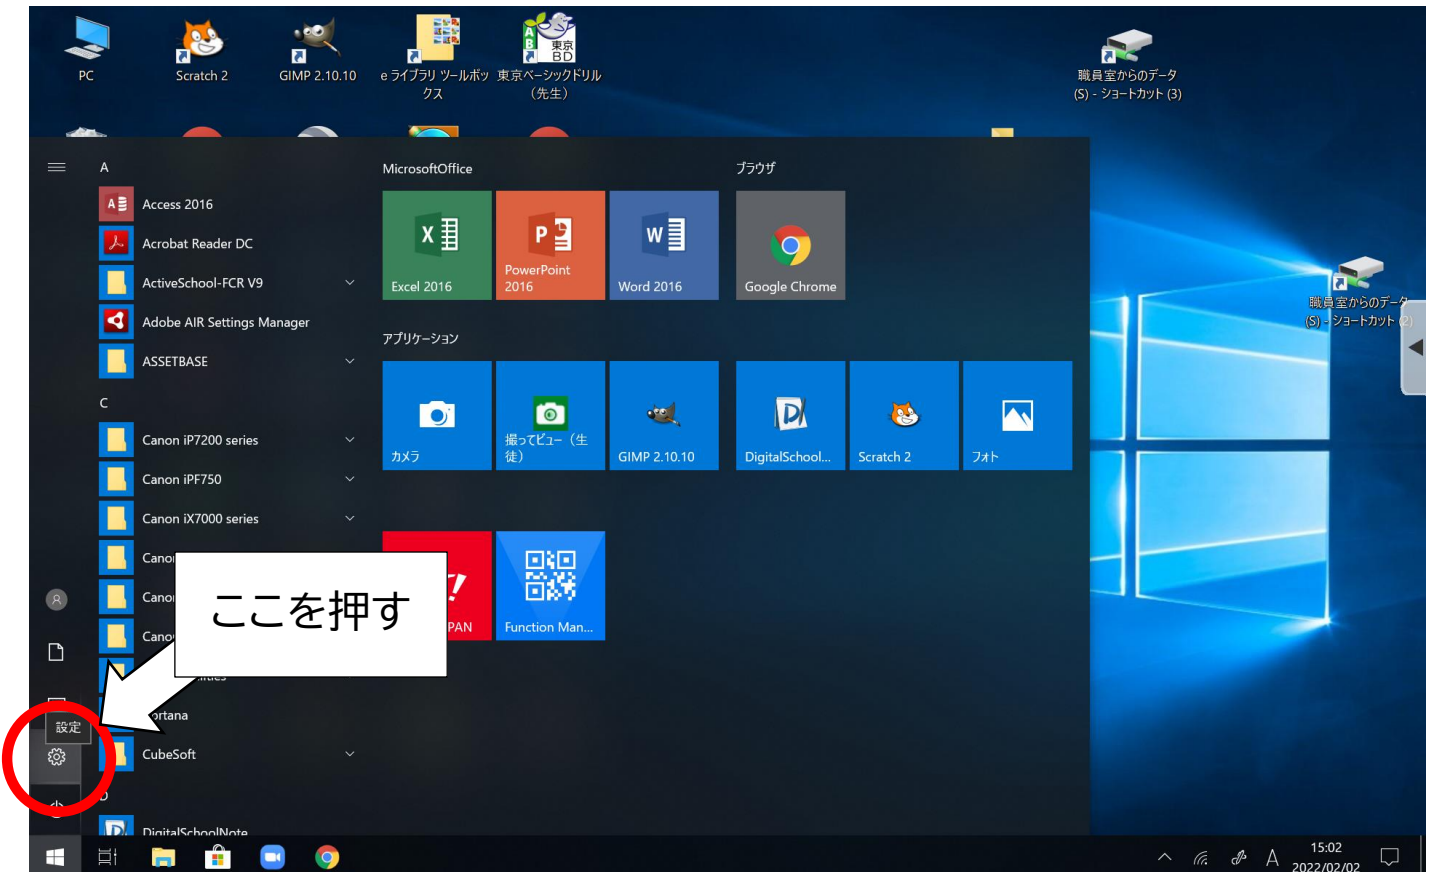 PC
Scratch 2
GIMP 2.10.10
e ライブラリ ツールボッ
クス
東京ベーシックドリル
（先生）
職員室からのデータ
(S) - ショートカット (3)
職員室からのデータ
(S) - ショートカット (2)
A
Access 2016
Acrobat Reader DC
ActiveSchool-FCR V9
Adobe AIR Settings Manager
ASSETBASE
C
Canon iP7200 series
Canon iPF750
Canon iX7000 series
CubeSoft
D
DigitalSchoolNote
MicrosoftOffice
Excel 2016
PowerPoint
2016
Word 2016
ブラウザ
Google Chrome
アプリケーション
カメラ
撮ってビュー（生
徒）
GIMP 2.10.10
DigitalSchool...
Scratch 2
フォト
PAN
Function Man...
ここを押す
設定
A
15:02
2022/02/02